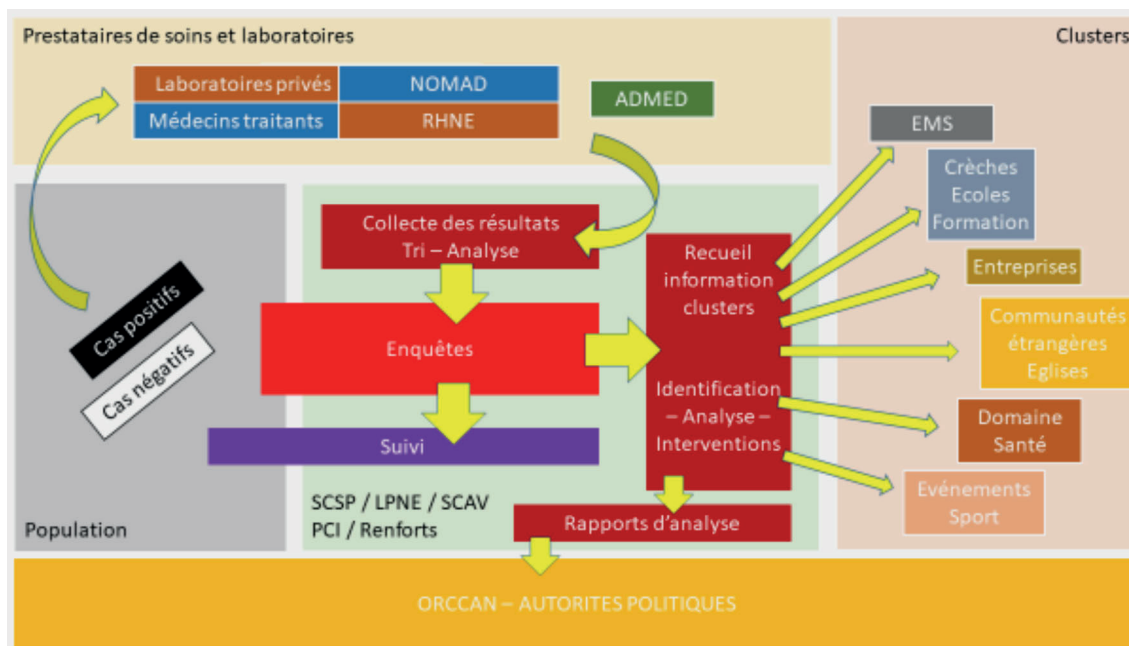 Prestataires de soins et laboratoires
Clusters
Laboratoires privés
NOMAD
Médecins traitants
RHNE
ADMED
EMS
Crèches
Ecoles
Formation
Entreprises
Communautés
étrangères
Eglises
Domaine
Santé
Evénements
Sport
Collecte des résultats
Tri – Analyse
Recueil
information
clusters
Identification
– Analyse –
Interventions
Enquêtes
Suivi
Cas positifs
Cas négatifs
Population
SCSP / LPNE / SCAV
PCI / Renforts
Rapports d'analyse
ORCCAN – AUTORITES POLITIQUES